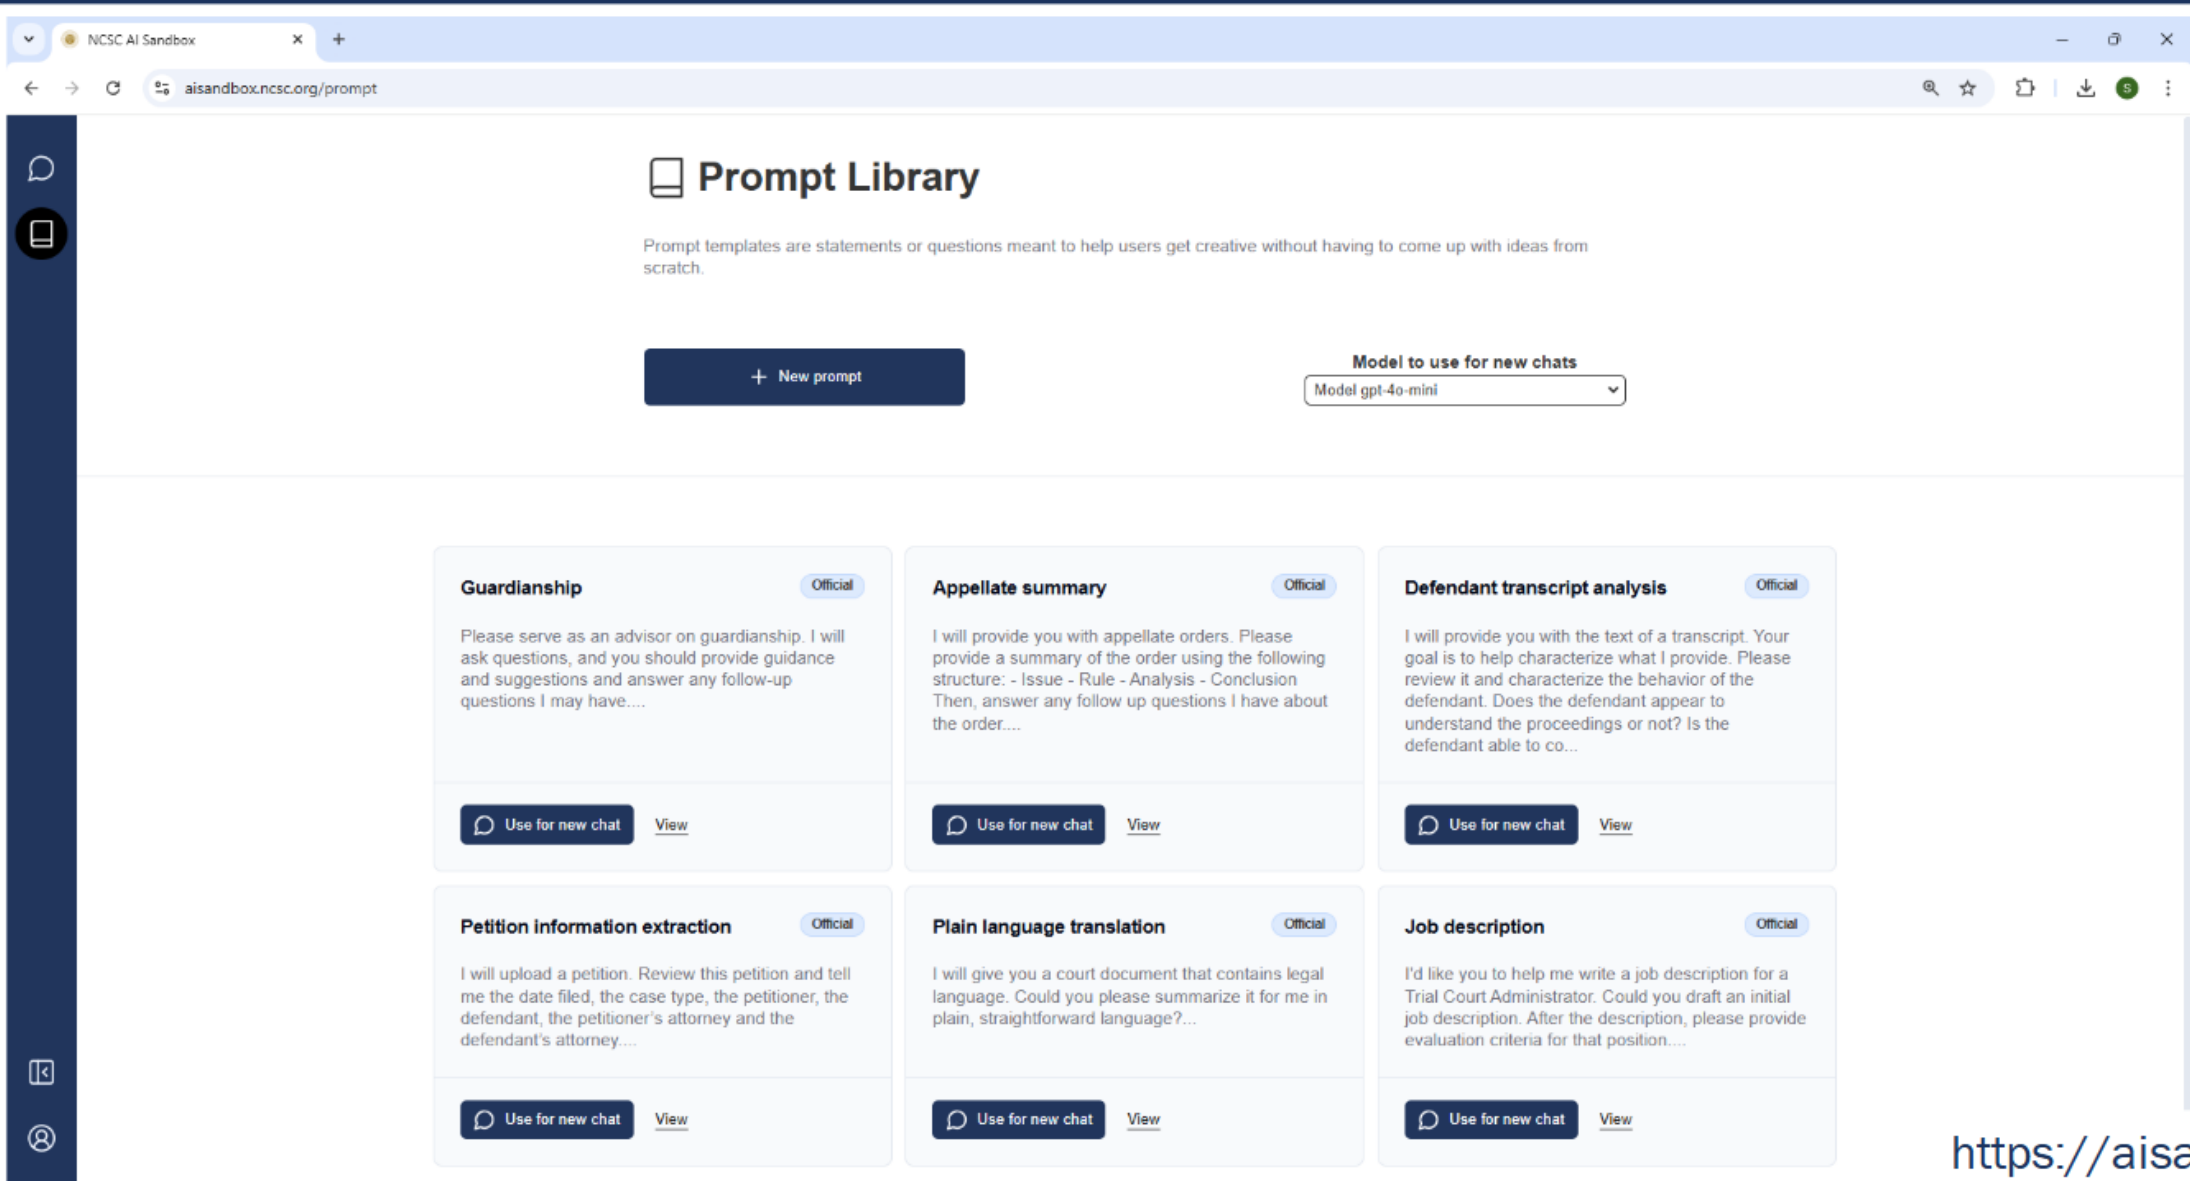 NCSC AI Sandbox
aisandbox.ncsc.org/prompt
S
Prompt Library
Prompt templates are statements or questions meant to help users get creative without having to come up with ideas from
scratch.
+ New prompt
Model to use for new chats
Model gpt-4o-mini
Guardianship
Official
Please serve as an advisor on guardianship. I will
ask questions, and you should provide guidance
and suggestions and answer any follow-up
questions I may have....
Use for new chat
View
Appellate summary
Official
I will provide you with appellate orders. Please
provide a summary of the order using the following
structure: - Issue - Rule - Analysis - Conclusion
Then, answer any follow up questions I have about
the order....
Use for new chat
View
Defendant transcript analysis
Official
I will provide you with the text of a transcript. Your
goal is to help characterize what I provide. Please
review it and characterize the behavior of the
defendant. Does the defendant appear to
understand the proceedings or not? Is the
defendant able to co...
Use for new chat
View
Petition information extraction
Official
I will upload a petition. Review this petition and tell
me the date filed, the case type, the petitioner, the
defendant, the petitioner's attorney and the
defendant's attorney....
Use for new chat
View
Plain language translation
Official
I will give you a court document that contains legal
language. Could you please summarize it for me in
plain, straightforward language?...
Use for new chat
View
Job description
Official
I'd like you to help me write a job description for a
Trial Court Administrator. Could you draft an initial
job description. After the description, please provide
evaluation criteria for that position....
Use for new chat
View
https://aisa